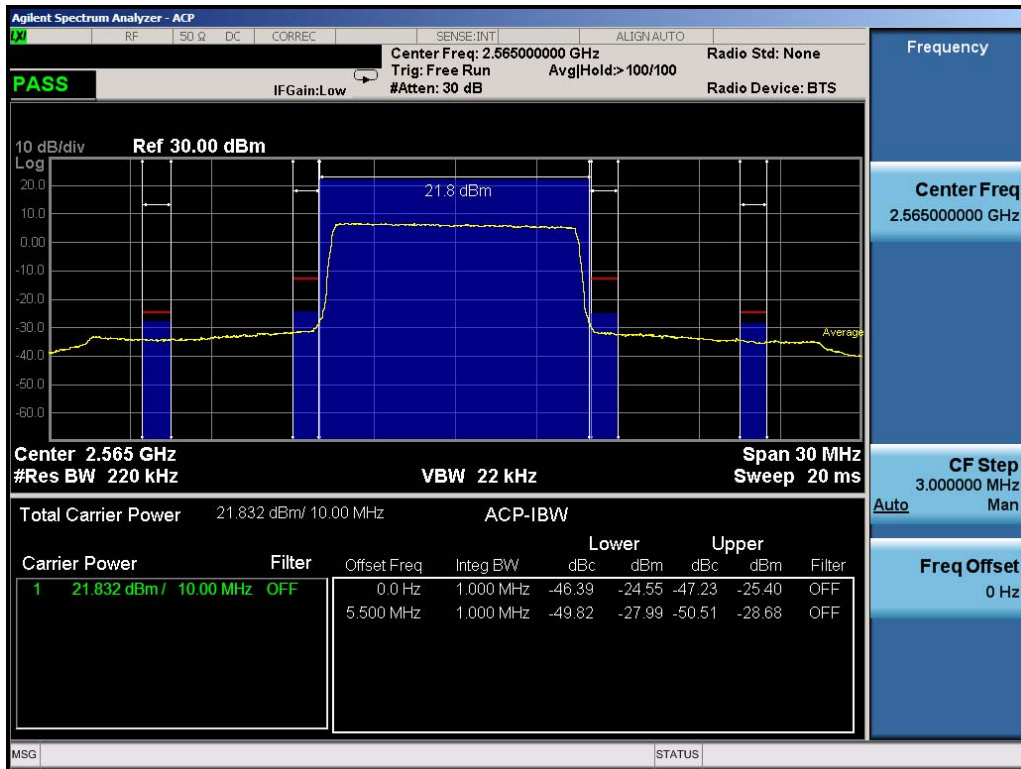 Agilent Spectrum Analyzer - ACP
LXI RF 50 Ω DC CORREC SENSE:INT ALIGNAUTO
Center Freq: 2.565000000 GHz Radio Std: None
Trig: Free Run Avg|Hold:>100/100
PASS IFGain:Low #Atten: 30 dB Radio Device: BTS
10 dB/div Ref 30.00 dBm
Log
20.0
21.8 dBm
10.0
0.00
-10.0
-20.0
-30.0
Average
-40.0
-50.0
-60.0
Center 2.565 GHz Span 30 MHz
#Res BW 220 kHz VBW 22 kHz Sweep 20 ms
Total Carrier Power 21.832 dBm/ 10.00 MHz ACP-IBW
Lower Upper
Carrier Power Filter Offset Freq Integ BW dBc dBm dBc dBm Filter
1 21.832 dBm / 10.00 MHz OFF 0.0 Hz 1.000 MHz -46.39 -24.55 -47.23 -25.40 OFF
5.500 MHz 1.000 MHz -49.82 -27.99 -50.51 -28.68 OFF
MSG STATUS
Frequency
Center Freq
2.565000000 GHz
CF Step
3.000000 MHz
Auto Man
Freq Offset
0 Hz